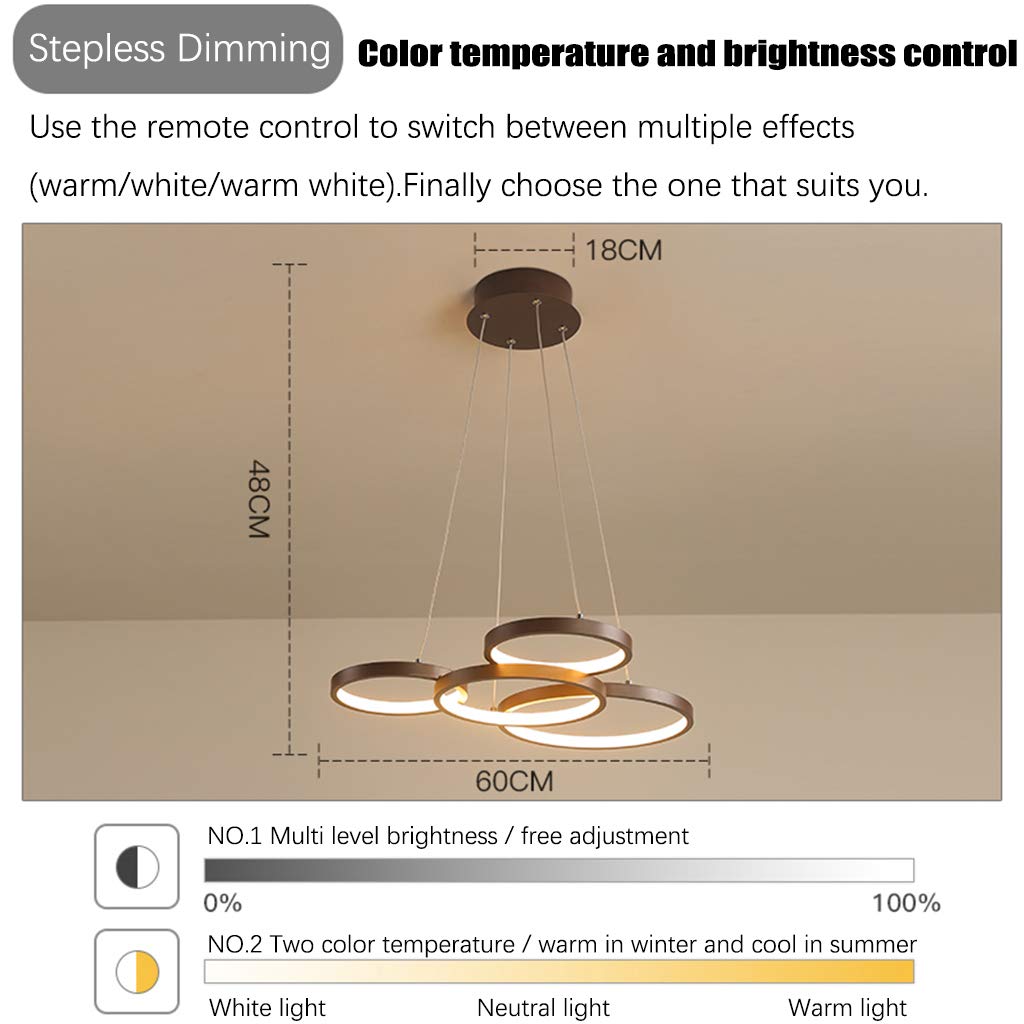 Stepless Dimming Color temperature and brightness control
Use the remote control to switch between multiple effects
(warm/white/warm white).Finally choose the one that suits you.
18CM
48CM
60CM
NO.1 Multi level brightness / free adjustment
0% 100%
NO.2 Two color temperature / warm in winter and cool in summer
White light Neutral light Warm light